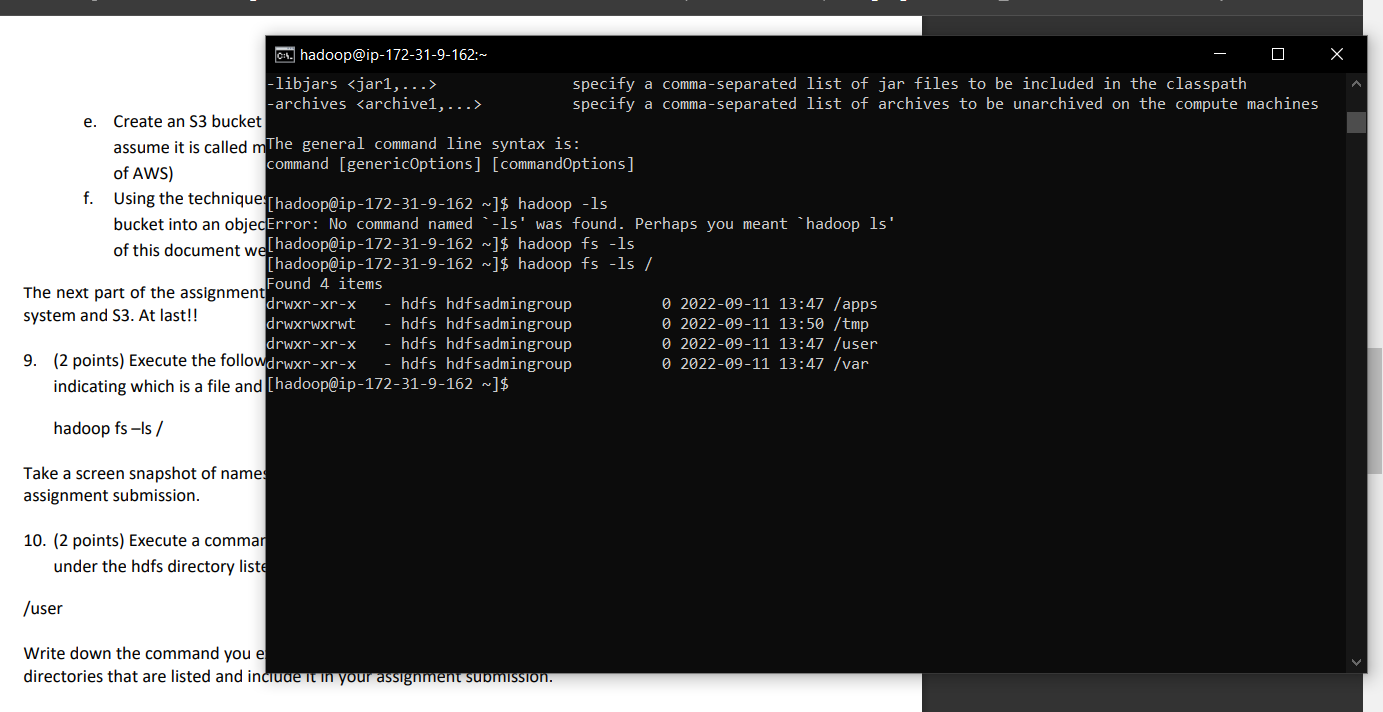 hadoop@ip-172-31-9-162:~
-libjars <jar1,...> specify a comma-separated list of jar files to be included in the classpath
-archives <archive1,...> specify a comma-separated list of archives to be unarchived on the compute machines
The general command line syntax is:
command [genericOptions] [commandOptions]
[hadoop@ip-172-31-9-162 ~]$ hadoop -ls
Error: No command named `-ls' was found. Perhaps you meant `hadoop ls'
[hadoop@ip-172-31-9-162 ~]$ hadoop fs -ls
[hadoop@ip-172-31-9-162 ~]$ hadoop fs -ls /
Found 4 items
drwxr-xr-x - hdfs hdfsadmingroup 0 2022-09-11 13:47 /apps
drwxrwxrwt - hdfs hdfsadmingroup 0 2022-09-11 13:50 /tmp
drwxr-xr-x - hdfs hdfsadmingroup 0 2022-09-11 13:47 /user
drwxr-xr-x - hdfs hdfsadmingroup 0 2022-09-11 13:47 /var
[hadoop@ip-172-31-9-162 ~]$
e. Create an S3 bucket
assume it is called
of AWS)
f. Using the techniques
bucket into an
of this document
The next part of the assignment
system and S3. At last!!
9. (2 points) Execute the
indicating which is a file and
hadoop fs –ls /
Take a screen snapshot of names
assignment submission.
10. (2 points) Execute a
under the hdfs directory
/user
Write down the command you
directories that are listed and include it in your assignment submission.